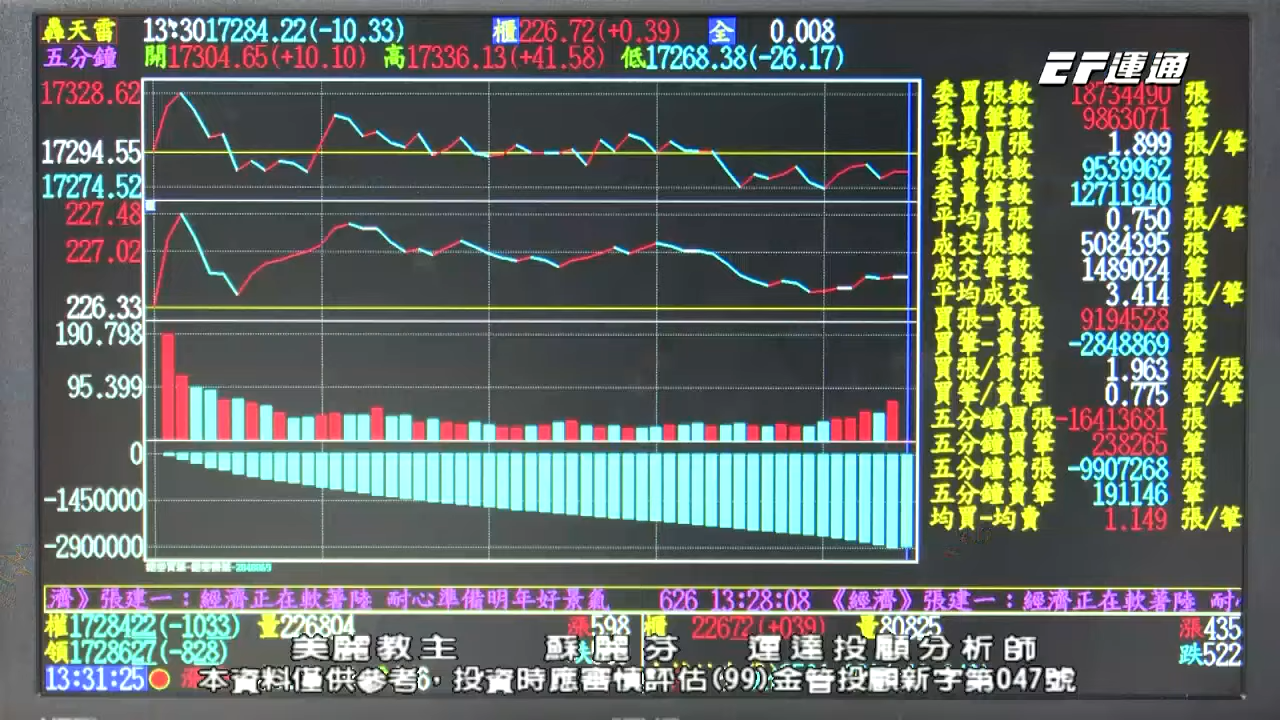 轟天雷 13:30 17284.22(-10.33) 櫃 226.72(+0.39) 全 0.008
五分鐘 開17304.65(+10.10) 高17336.13(+41.58) 低17268.38(-26.17)
EF運通
17328.62
17294.55
17274.52
227.48
227.02
226.33
190.798
95.399
0
-1450000
-2900000
委買張數 18734490 張
委買筆數 9863071 筆
平均買張 1.899 張/筆
委賣張數 9539962 張
委賣筆數 12711940 筆
平均賣張 0.750 張/筆
成交張數 5084395 張
成交筆數 1489024 筆
平均成交 3.414 張/筆
買張-賣張 9194528 張
買筆-賣筆 -2848869 筆
買張/賣張 1.963 張/張
買筆/賣筆 0.775 筆/筆
五分鐘買張 -16413681 張
五分鐘買筆 238265 筆
五分鐘賣張 -9907268 張
五分鐘賣筆 191146 筆
均買-均賣 1.149 張/筆
濟》張建一：經濟正在軟著陸 耐心準備明年好景氣 626 13:28:08 《經濟》張建一：經濟正在軟著陸 耐
權1728422(-1033) 量226804 漲598 櫃 22672(+039) 量80825 漲435
領1728627(-828) 跌522
美麗教主 蘇麗芬 運達投顧分析師
13:31:25
本資料僅供參考，投資時應審慎評估(99)金管投顧新字第047號